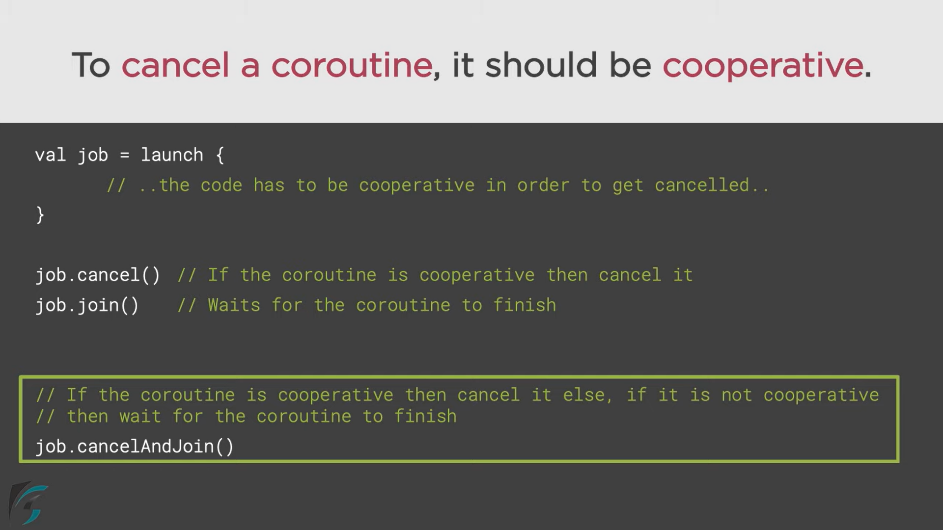 To cancel a coroutine, it should be cooperative.
val job = launch {
// ..the code has to be cooperative in order to get cancelled..
}
job.cancel() // If the coroutine is cooperative then cancel it
job.join() // Waits for the coroutine to finish
// If the coroutine is cooperative then cancel it else, if it is not cooperative
// then wait for the coroutine to finish
job.cancelAndJoin()